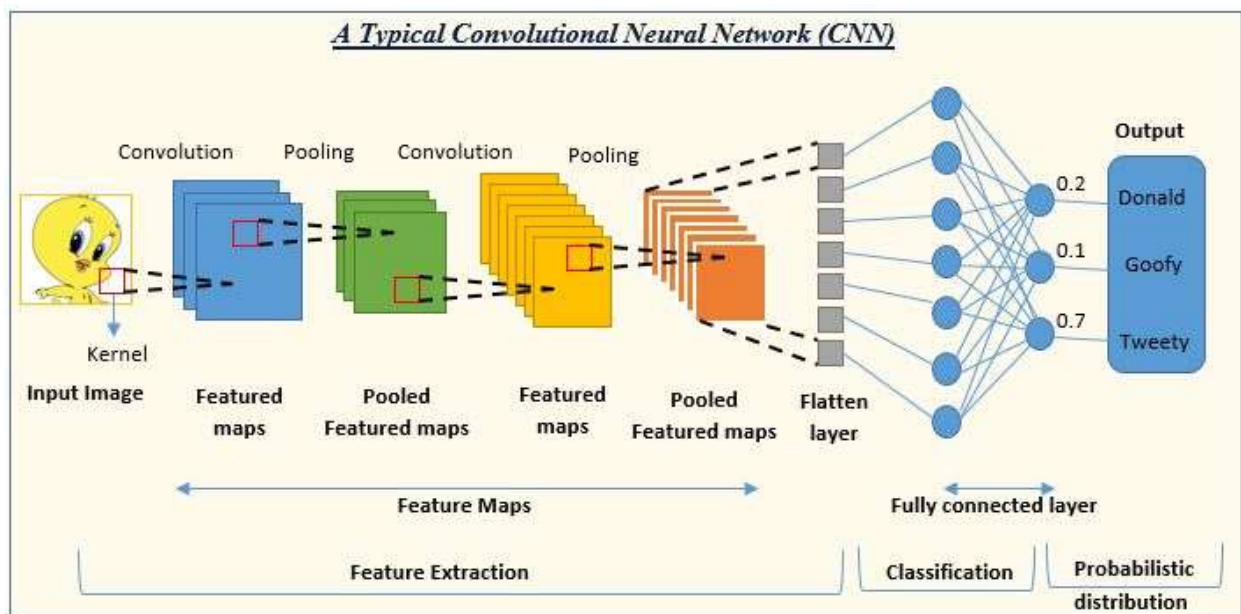 A Typical Convolutional Neural Network (CNN)
Convolution
Pooling
Convolution
Pooling
Output
0.2
Donald
0.1
Goofy
0.7
Tweety
Kernel
Input Image
Featured
maps
Pooled
Featured maps
Featured
maps
Pooled
Featured maps
Flatten
layer
Feature Maps
Fully connected layer
Feature Extraction
Classification
Probabilistic
distribution